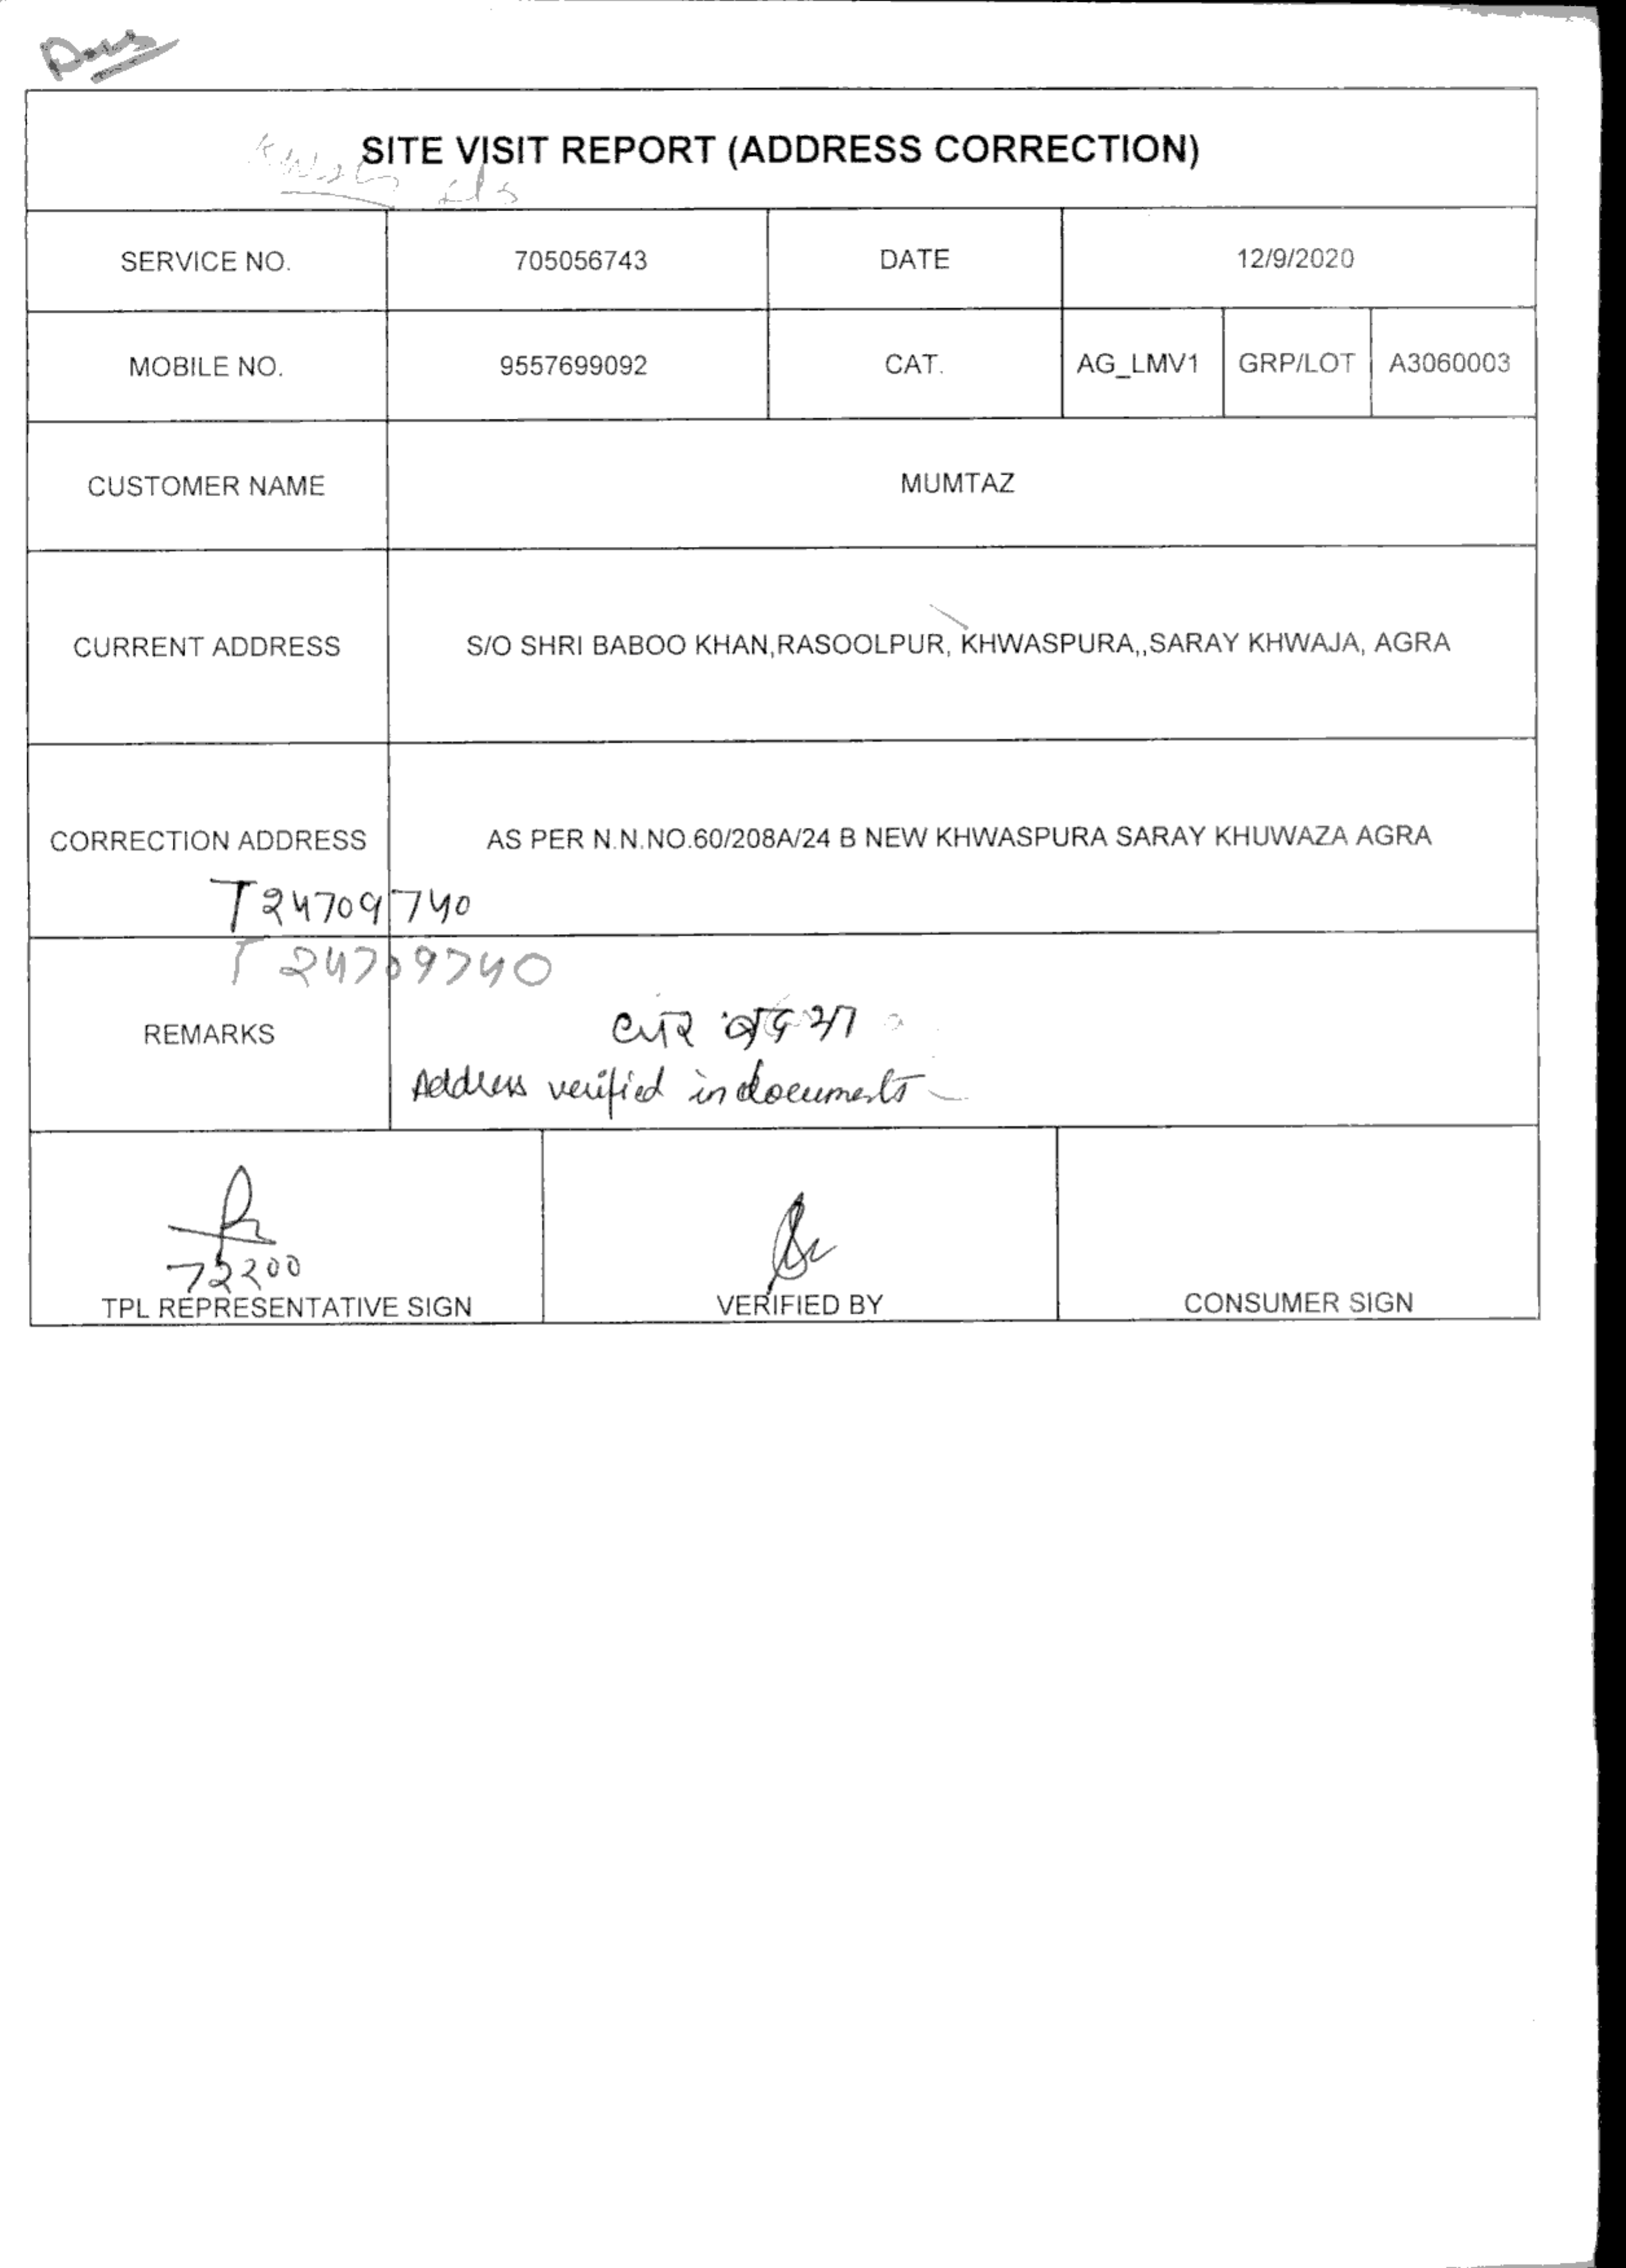 SITE VISIT REPORT (ADDRESS CORRECTION)
SERVICE NO. 705056743 DATE 12/9/2020
MOBILE NO. 9557699092 CAT. AG_LMV1 GRP/LOT A3060003
CUSTOMER NAME MUMTAZ
CURRENT ADDRESS S/O SHRI BABOO KHAN,RASOOLPUR, KHWASPURA,,SARAY KHWAJA, AGRA
CORRECTION ADDRESS AS PER N.N.NO.60/208A/24 B NEW KHWASPURA SARAY KHUWAZA AGRA
T24709740
T24709740
REMARKS
Address verified in documents
72200
TPL REPRESENTATIVE SIGN VERIFIED BY CONSUMER SIGN